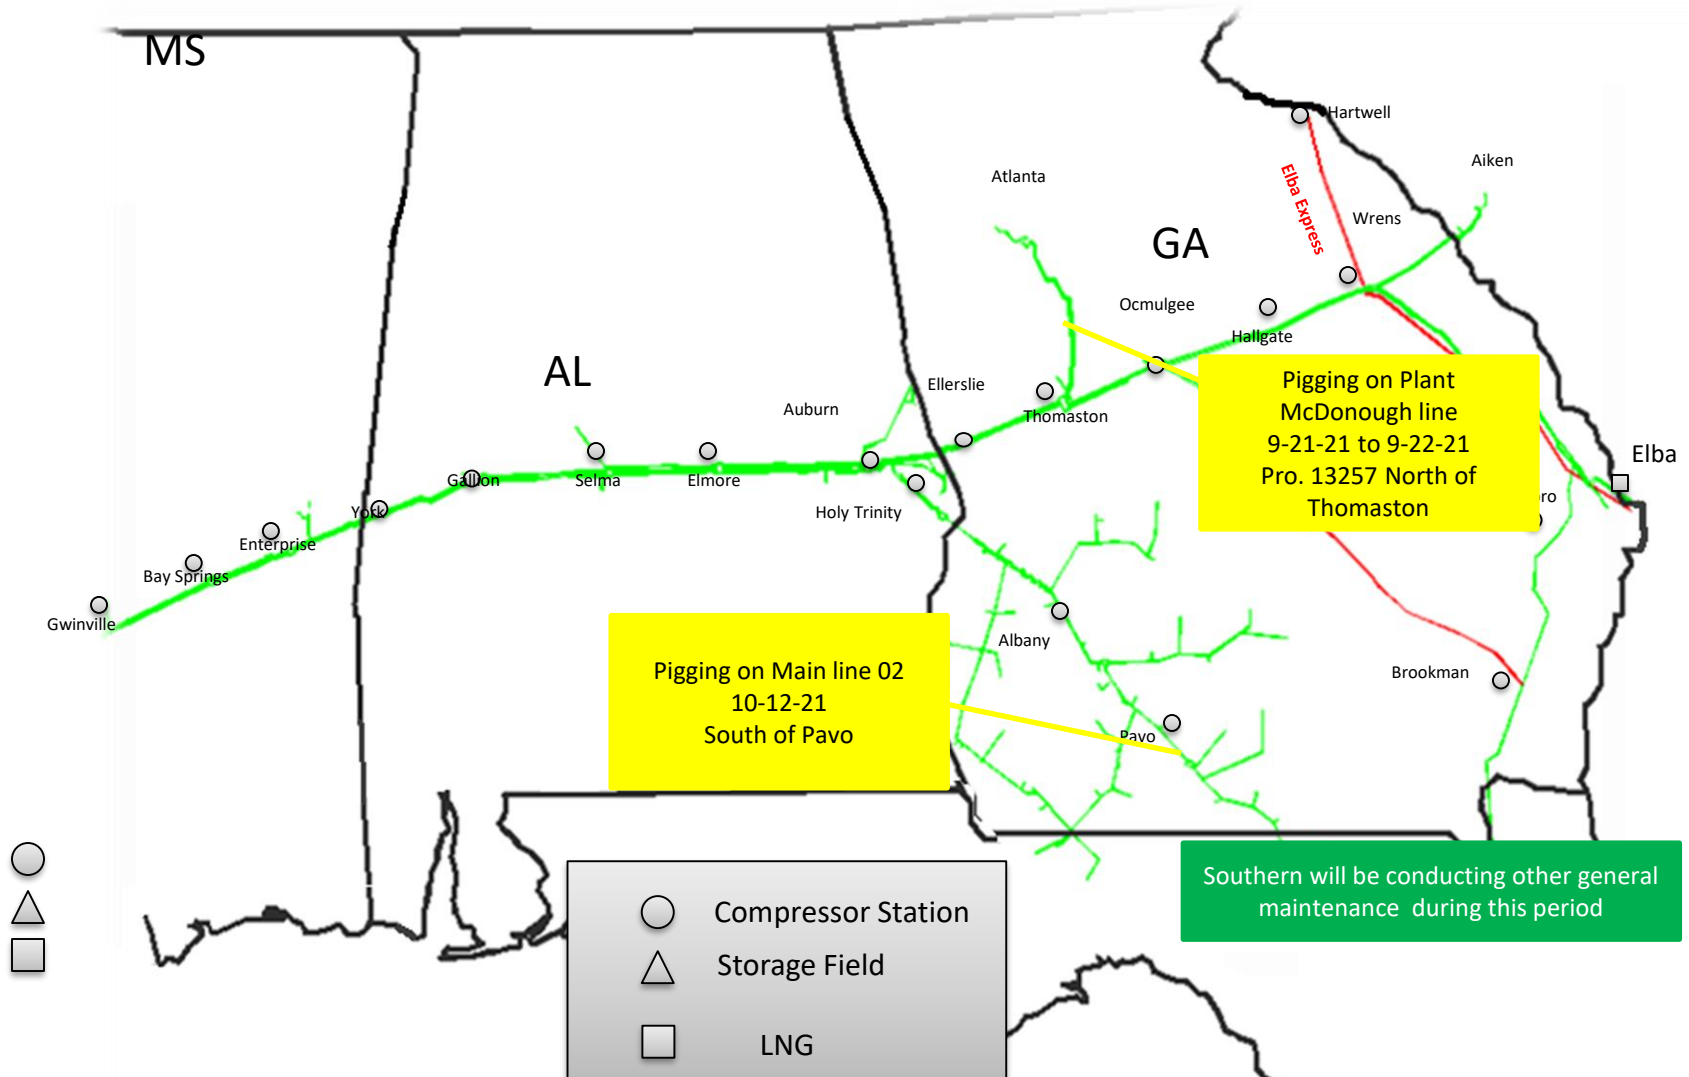 MS
Hartwell
Aiken
Atlanta
Elba Express
Wrens
GA
Ocmulgee
Hallgate
AL
Ellerslie
Auburn
Thomaston
Pigging on Plant
McDonough line
9-21-21 to 9-22-21
Pro. 13257 North of
Thomaston
Elba
Gallion
Selma
Elmore
York
Holy Trinity
Enterprise
Bay Springs
Gwinville
Albany
Pigging on Main line 02
10-12-21
South of Pavo
Brookman
Pavo
Southern will be conducting other general
maintenance during this period
Compressor Station
Storage Field
LNG